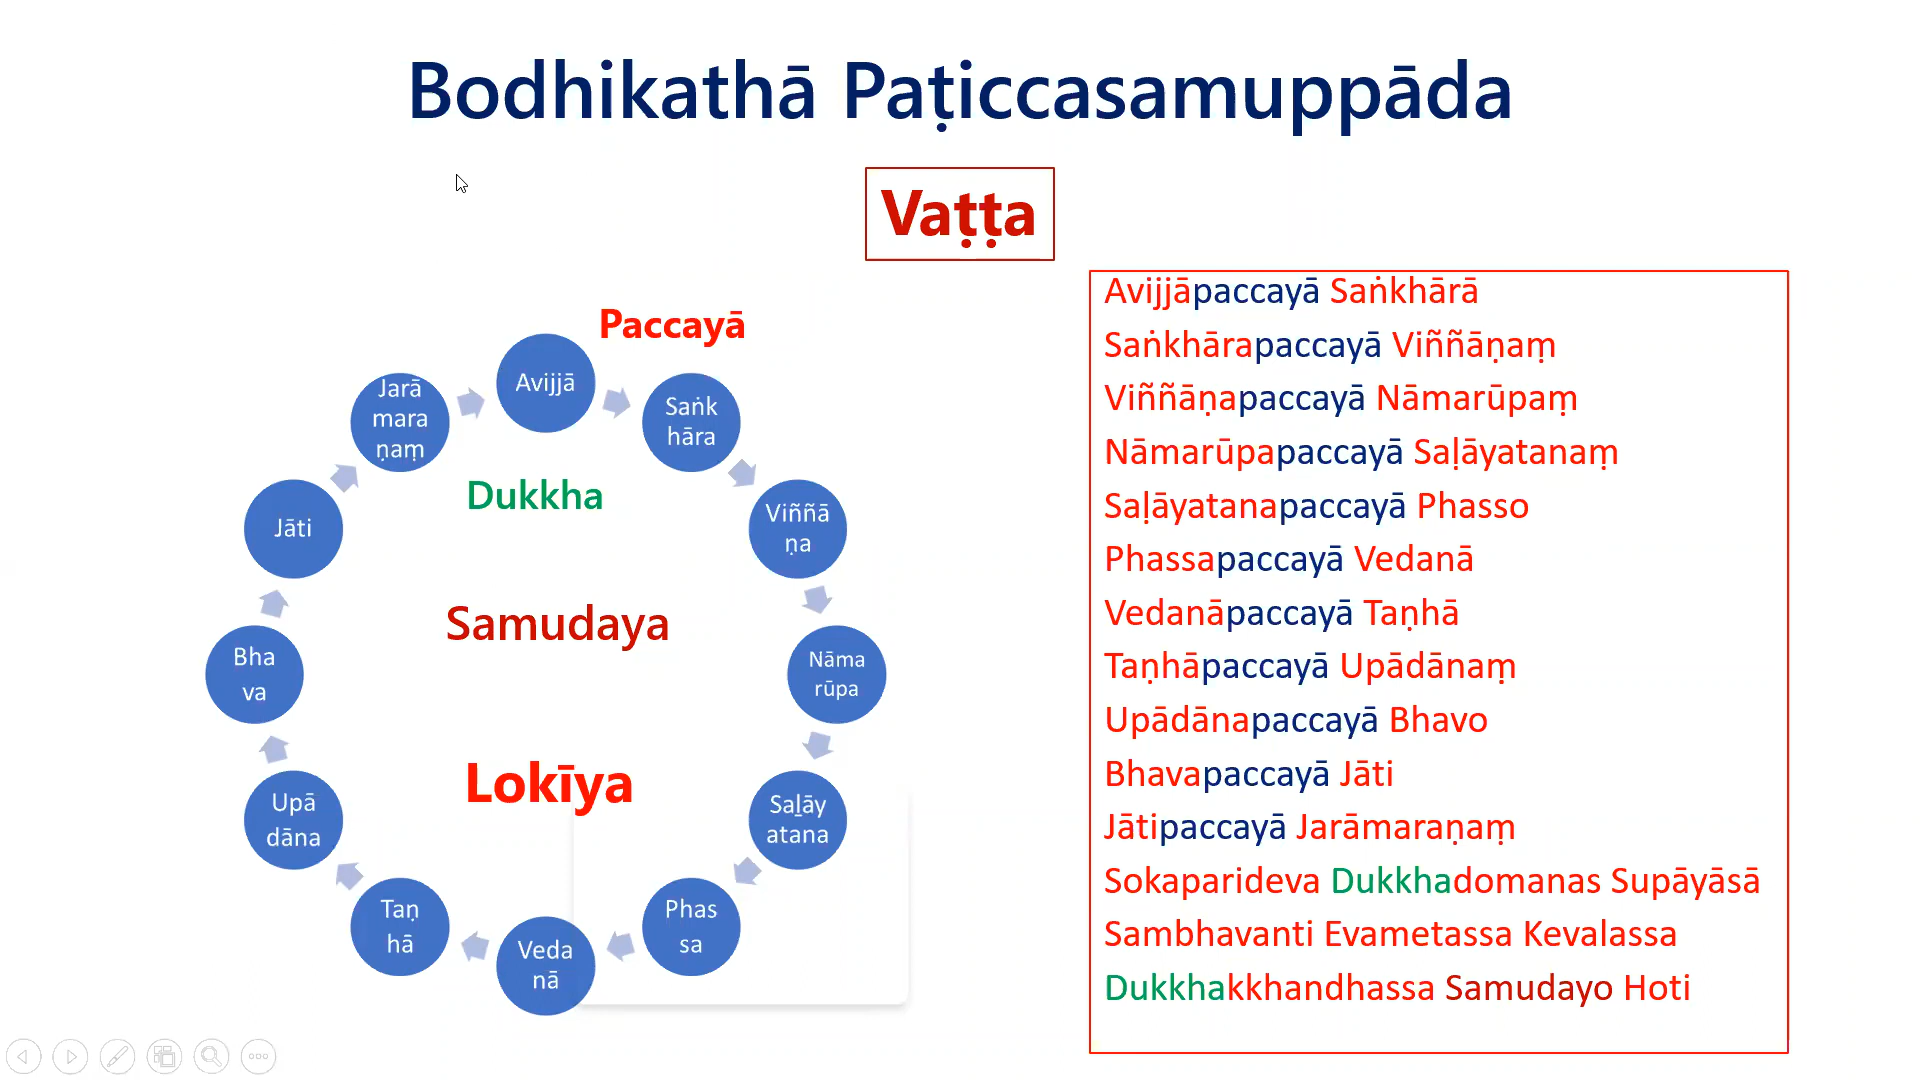 Bodhikathā Paṭiccasamuppāda
Vaṭṭa
Paccayā
Avijjā
Saṅk
hāra
Viññā
ṇa
Nāma
rūpa
Saḻāy
atana
Phas
sa
Veda
nā
Taṇ
hā
Upā
dāna
Bha
va
Jāti
Jarā
mara
ṇaṃ
Dukkha
Samudaya
Lokīya
Avijjāpaccayā Saṅkhārā
Saṅkhārapaccayā Viññāṇaṃ
Viññāṇapaccayā Nāmarūpaṃ
Nāmarūpapaccayā Saḷāyatanaṃ
Saḷāyatanapaccayā Phasso
Phassapaccayā Vedanā
Vedanāpaccayā Taṇhā
Taṇhāpaccayā Upādānaṃ
Upādānapaccayā Bhavo
Bhavapaccayā Jāti
Jātipaccayā Jarāmaraṇaṃ
Sokaparideva Dukkhadomanas Supāyāsā
Sambhavanti Evametassa Kevalassa
Dukkhakkhandhassa Samudayo Hoti